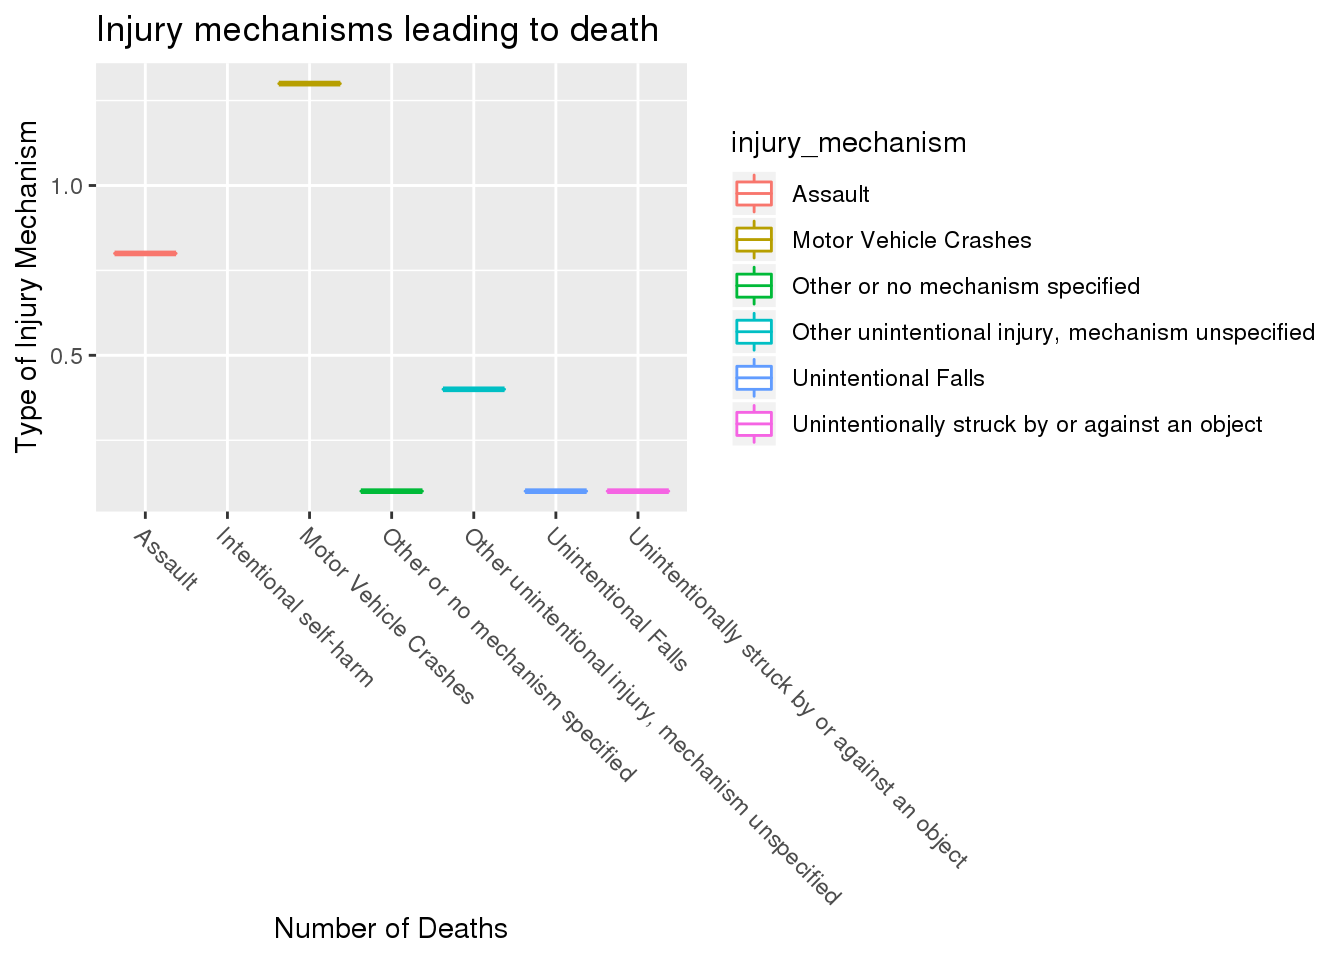 Injury mechanisms leading to death
Type of Injury Mechanism
1.0
0.5
Assault
Intentional self-harm
Motor Vehicle Crashes
Other or no mechanism specified
Other unintentional injury, mechanism unspecified
Unintentional Falls
Unintentionally struck by or against an object
Number of Deaths
injury_mechanism
Assault
Motor Vehicle Crashes
Other or no mechanism specified
Other unintentional injury, mechanism unspecified
Unintentional Falls
Unintentionally struck by or against an object